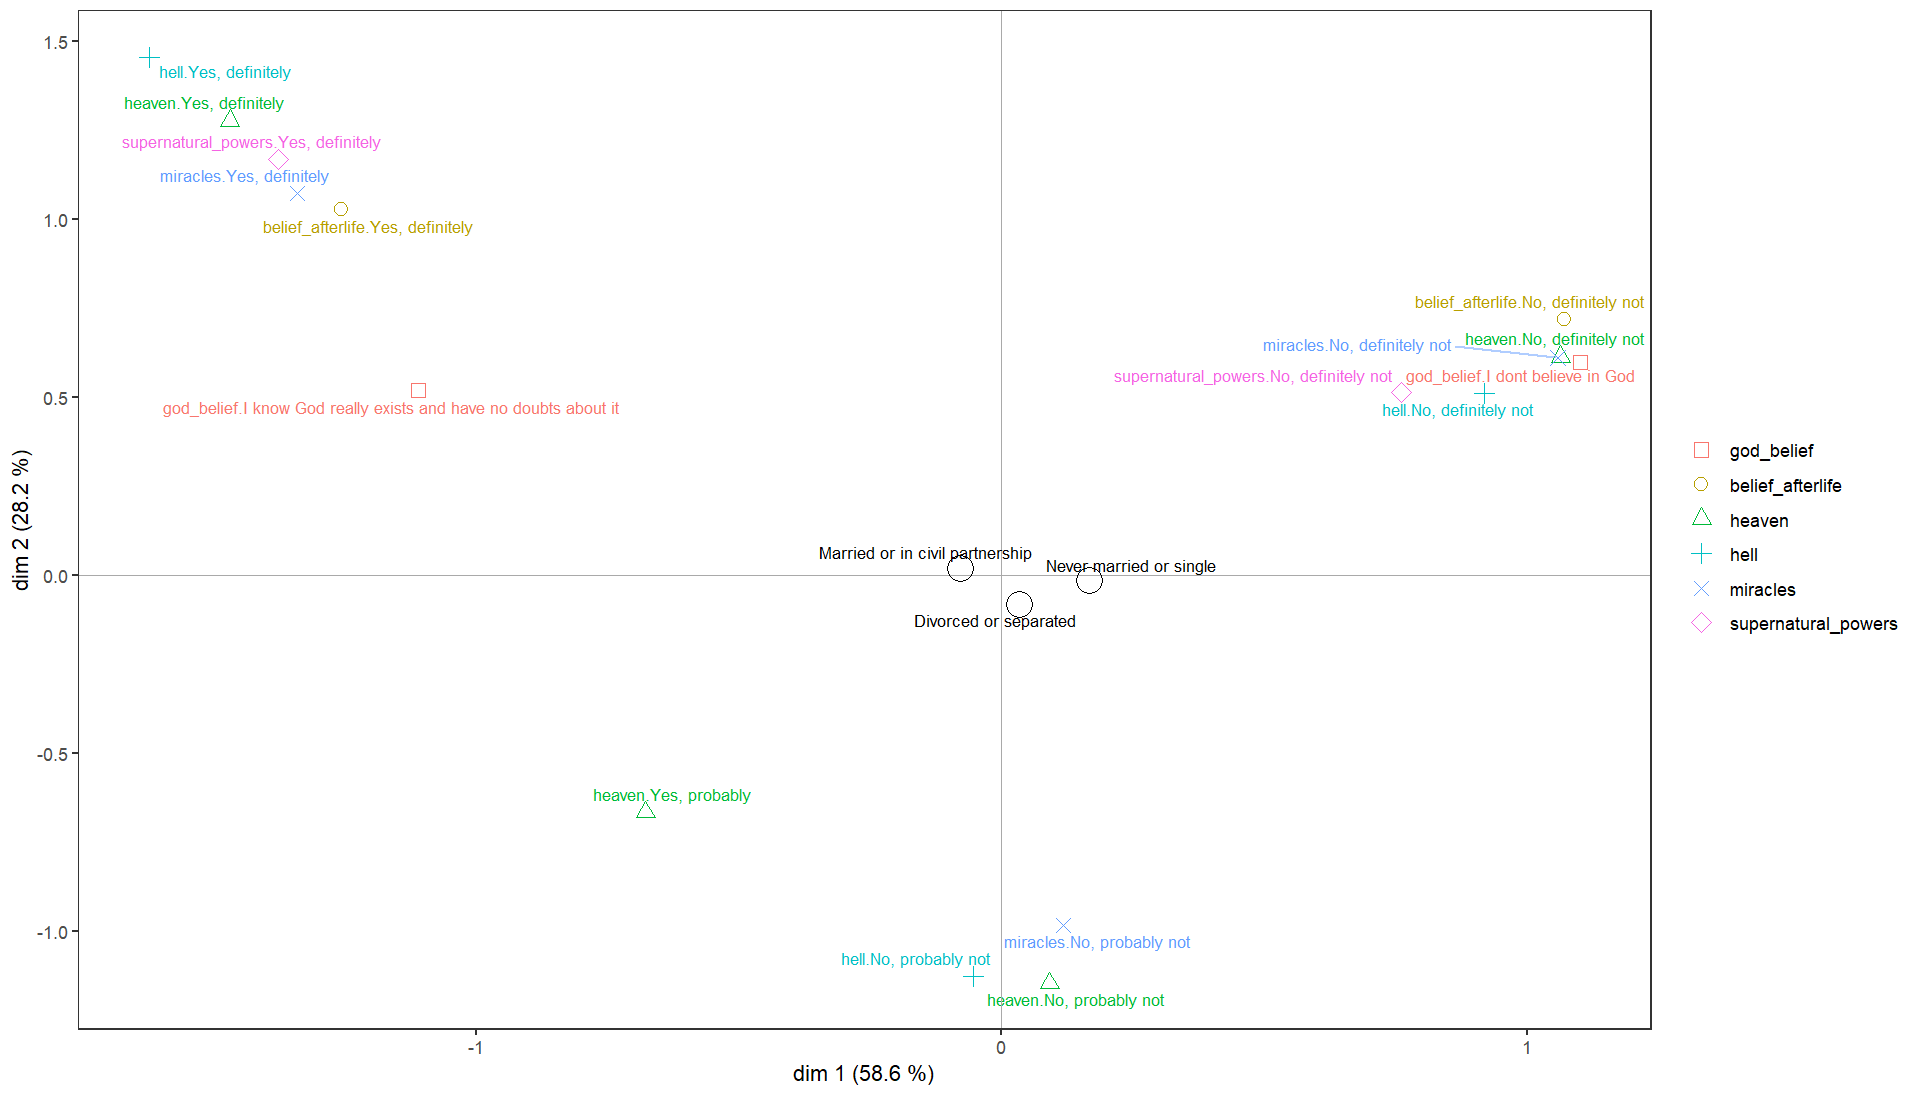 1.5
hell.Yes, definitely
heaven.Yes, definitely
supernatural_powers.Yes, definitely
miracles.Yes, definitely
1.0
belief_afterlife.Yes, definitely
belief_afterlife.No, definitely not
heaven.No, definitely not
miracles.No, definitely not
supernatural_powers.No, definitely not
god_belief.I dont believe in God
0.5
god_belief.I know God really exists and have no doubts about it
hell.No, definitely not
dim 2 (28.2 %)
Married or in civil partnership
Never married or single
0.0
Divorced or separated
-0.5
heaven.Yes, probably
-1.0
miracles.No, probably not
hell.No, probably not
heaven.No, probably not
-1
0
1
dim 1 (58.6 %)
god_belief
belief_afterlife
heaven
hell
miracles
supernatural_powers